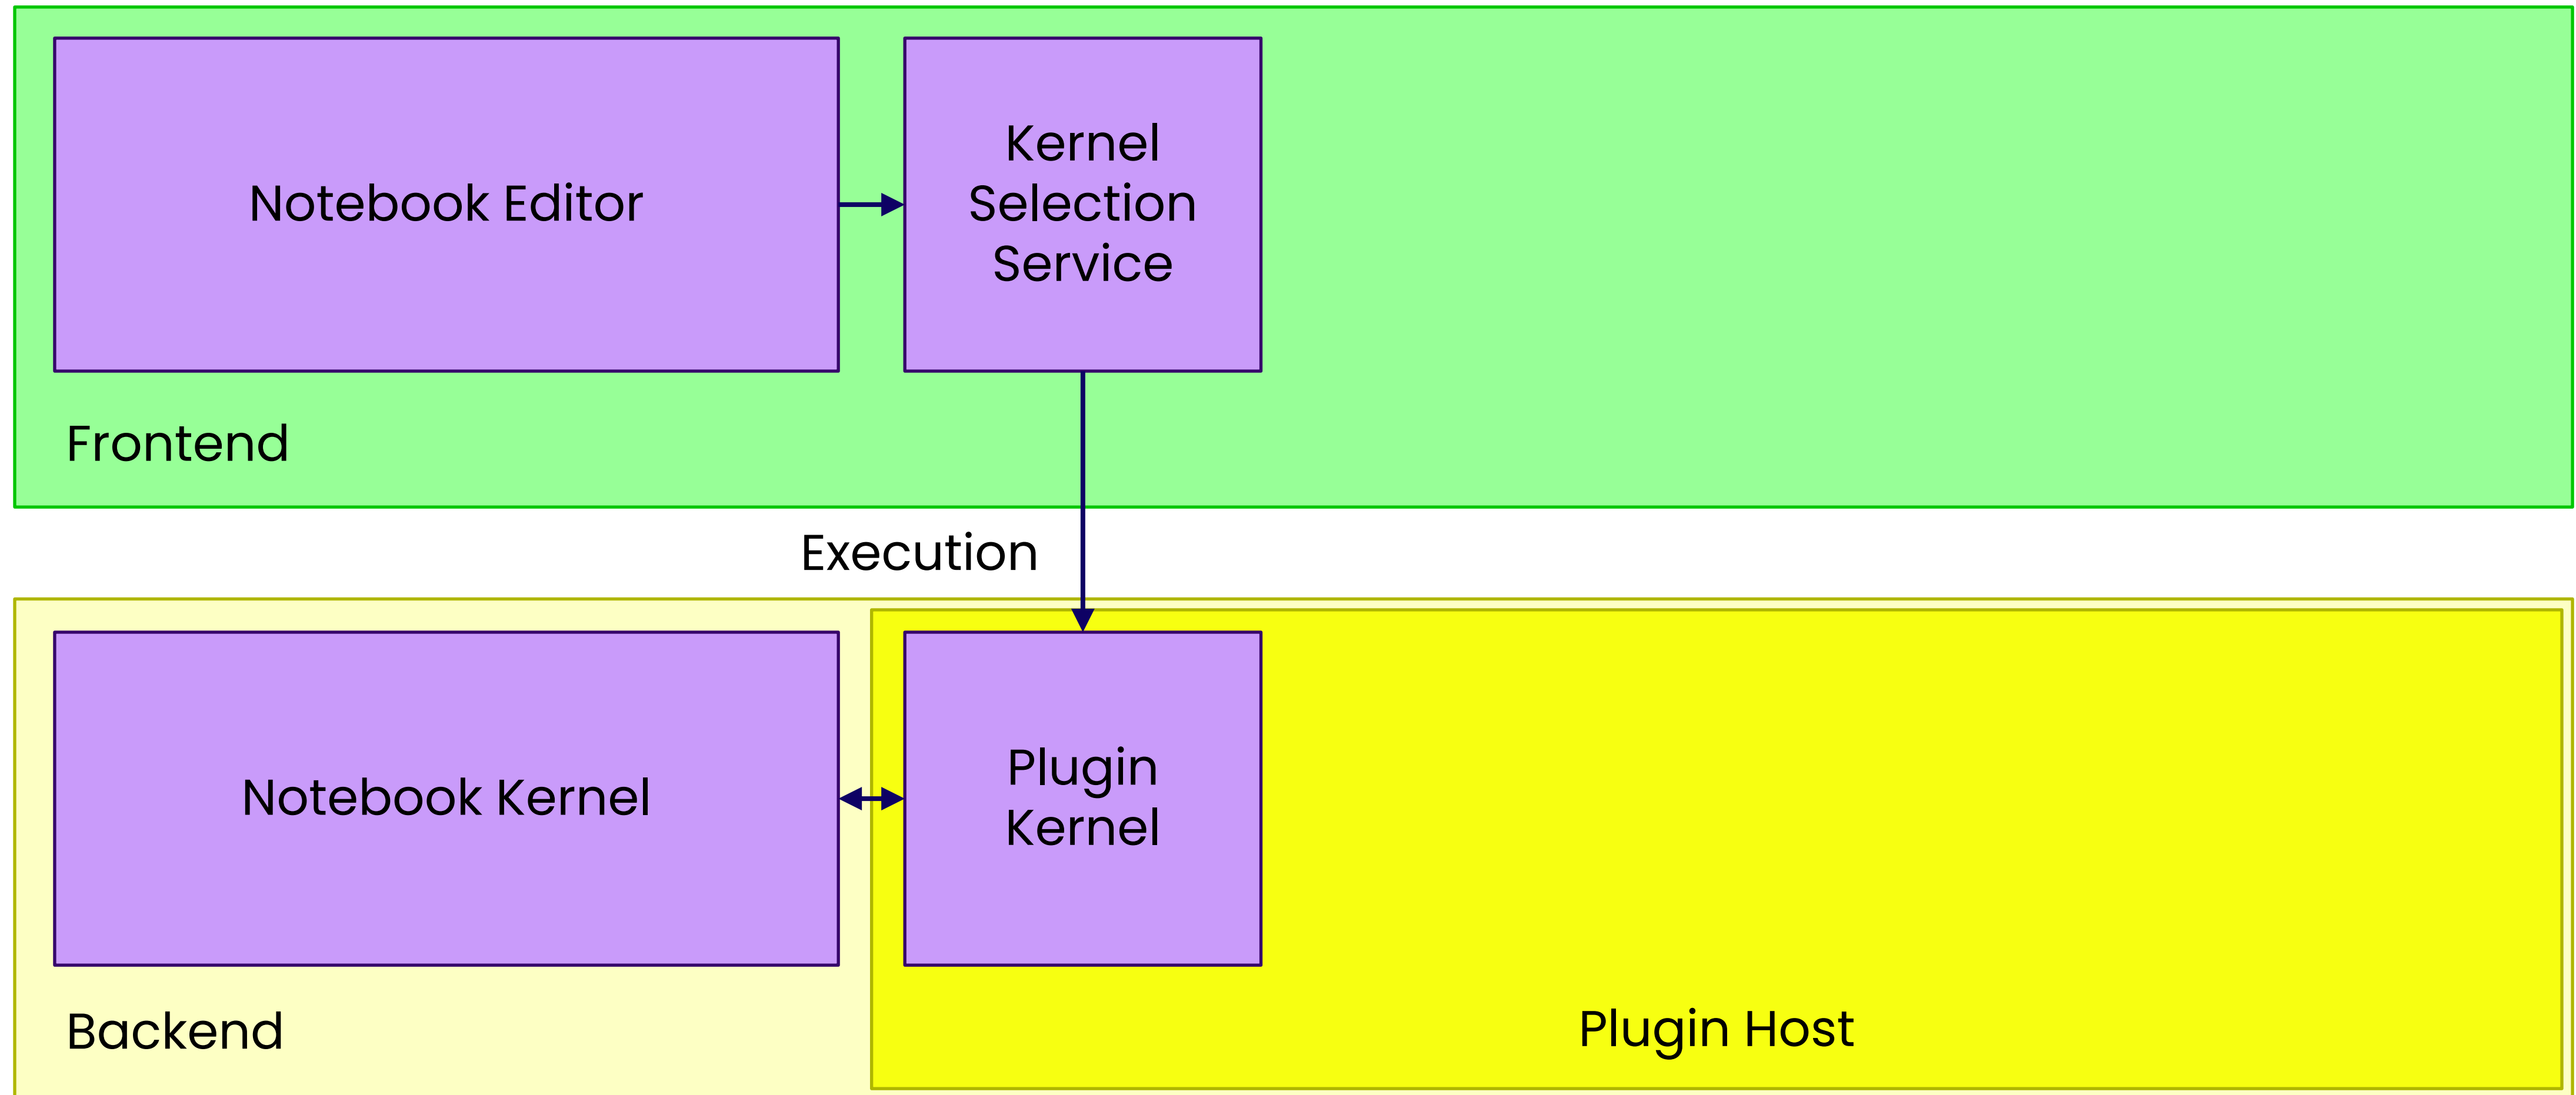 Notebook Editor
Kernel
Selection
Service
Frontend
Execution
Notebook Kernel
Plugin
Kernel
Backend
Plugin Host